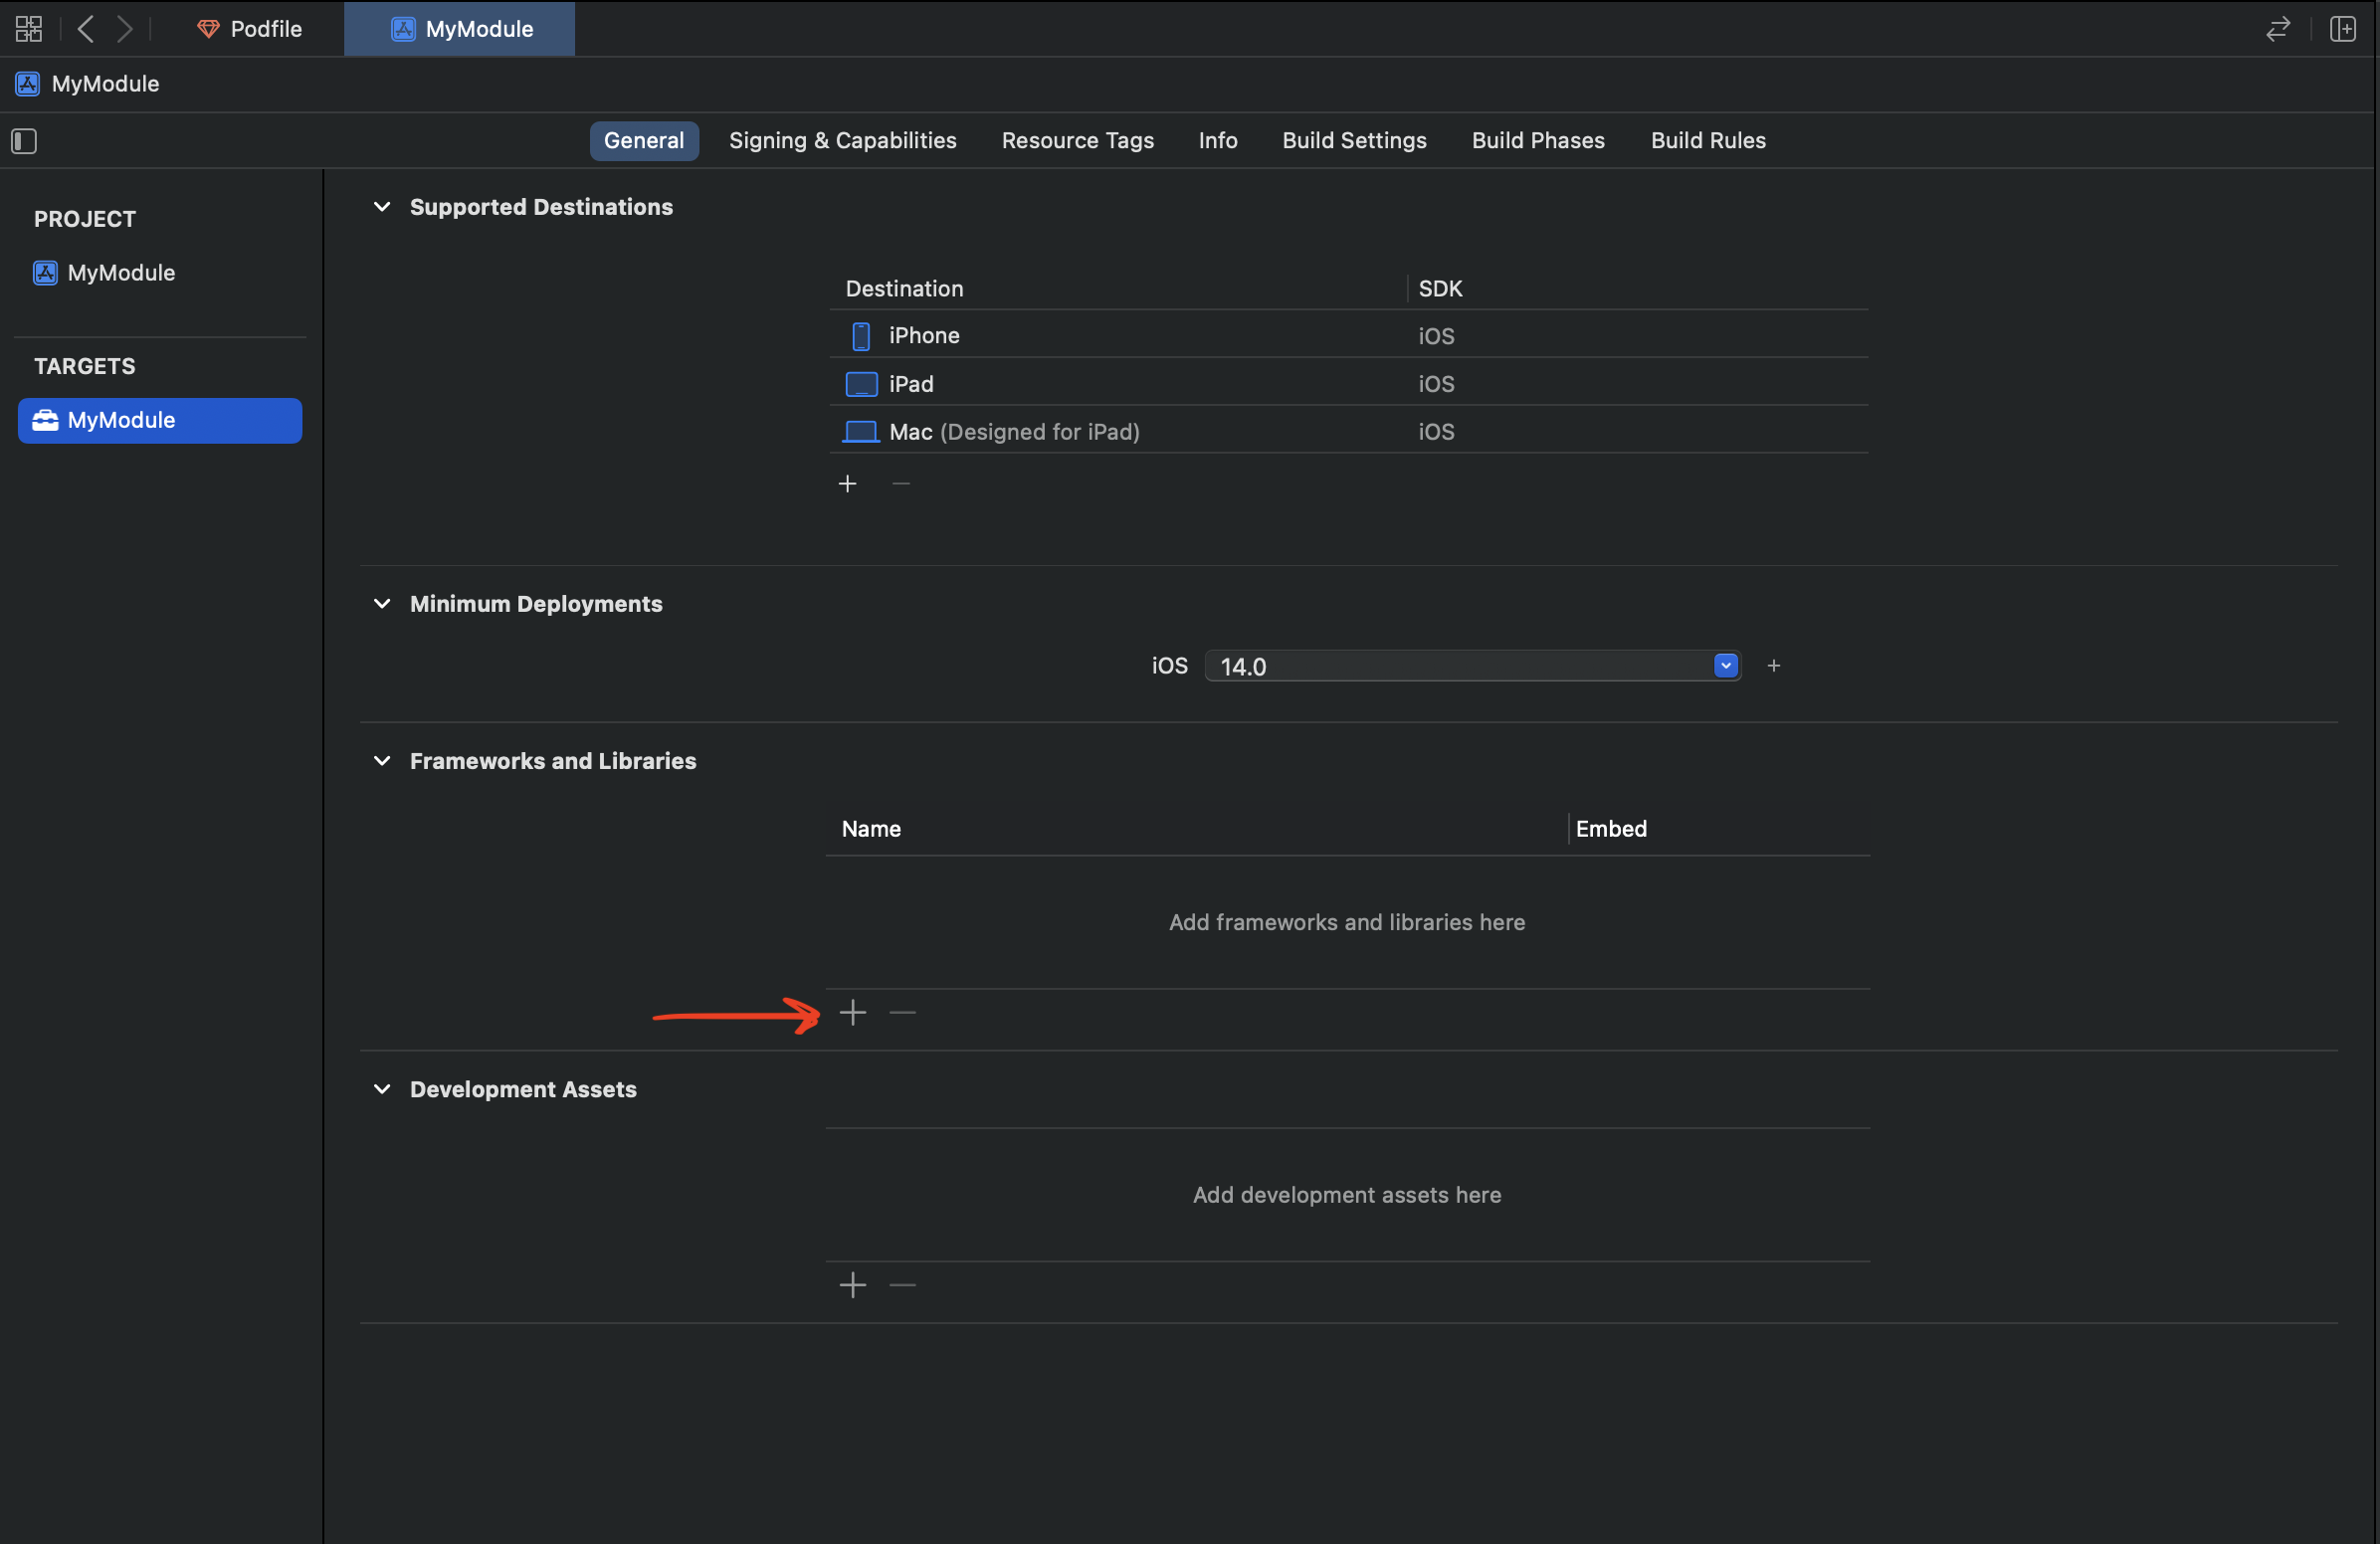 Podfile MyModule
MyModule
General Signing & Capabilities Resource Tags Info Build Settings Build Phases Build Rules
PROJECT
MyModule
TARGETS
MyModule
Supported Destinations
Destination SDK
iPhone iOS
iPad iOS
Mac (Designed for iPad) iOS
Minimum Deployments
iOS 14.0
Frameworks and Libraries
Name Embed
Add frameworks and libraries here
Development Assets
Add development assets here